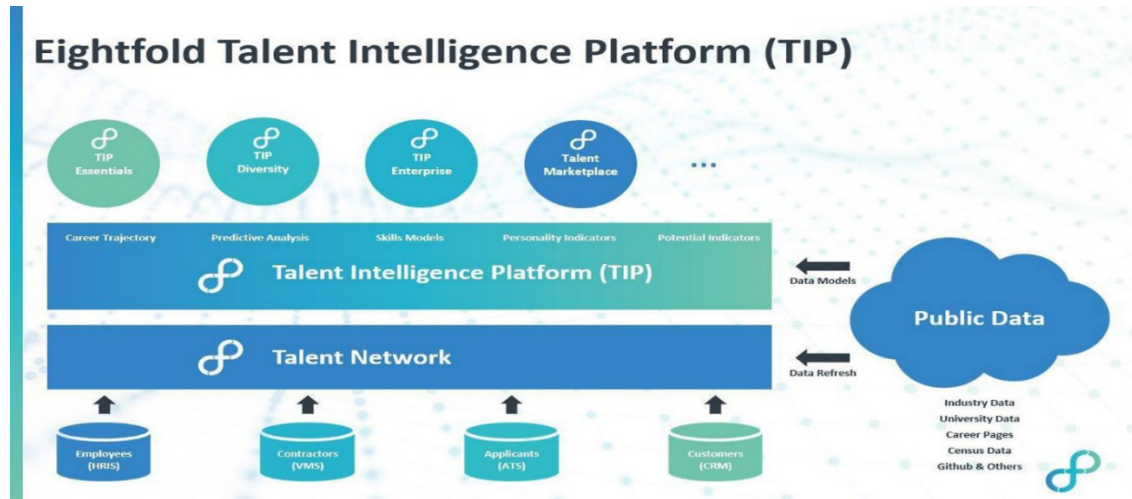 Eightfold Talent Intelligence Platform (TIP)
TIP
Essentials
TIP
Diversity
TIP
Enterprise
Talent
Marketplace
...
Career Trajectory
Predictive Analysis
Skills Models
Personality Indicators
Potential Indicators
Talent Intelligence Platform (TIP)
Data Models
Public Data
Talent Network
Data Refresh
Employees
(HRIS)
Contractors
(VMS)
Applicants
(ATS)
Customers
(CRM)
Industry Data
University Data
Career Pages
Census Data
Github & Others